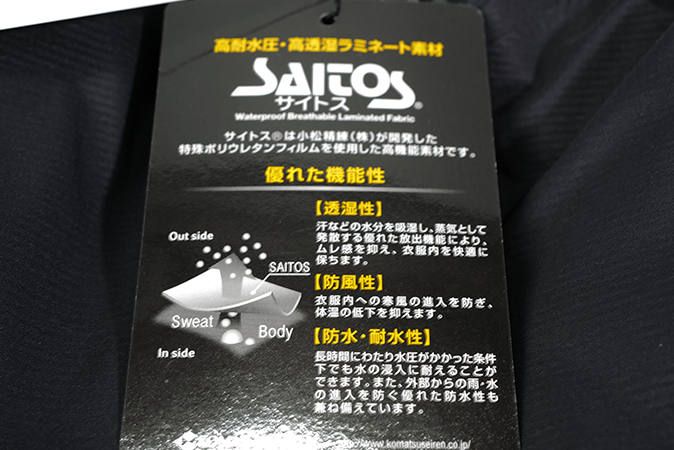 高耐水圧・高透湿ラミネート素材
SAITOS®
サイトス
Waterproof Breathable Laminated Fabric
サイトス®は小松精練(株)が開発した
特殊ポリウレタンフィルムを使用した高機能素材です。
優れた機能性
Out side
SAITOS
Sweat
Body
In side
【透湿性】
汗などの水分を吸湿し、蒸気として
発散する優れた放出機能により、
ムレ感を抑え、衣服内を快適に
保ちます。
【防風性】
衣服内への寒風の進入を防ぎ、
体温の低下を抑えます。
【防水・耐水性】
長時間にわたり水圧がかかった条件
下でも水の浸入に耐えることが
できます。また、外部からの雨・水
の進入を防ぐ優れた防水性も
兼ね備えています。
http://www.komatsuseiren.co.jp/